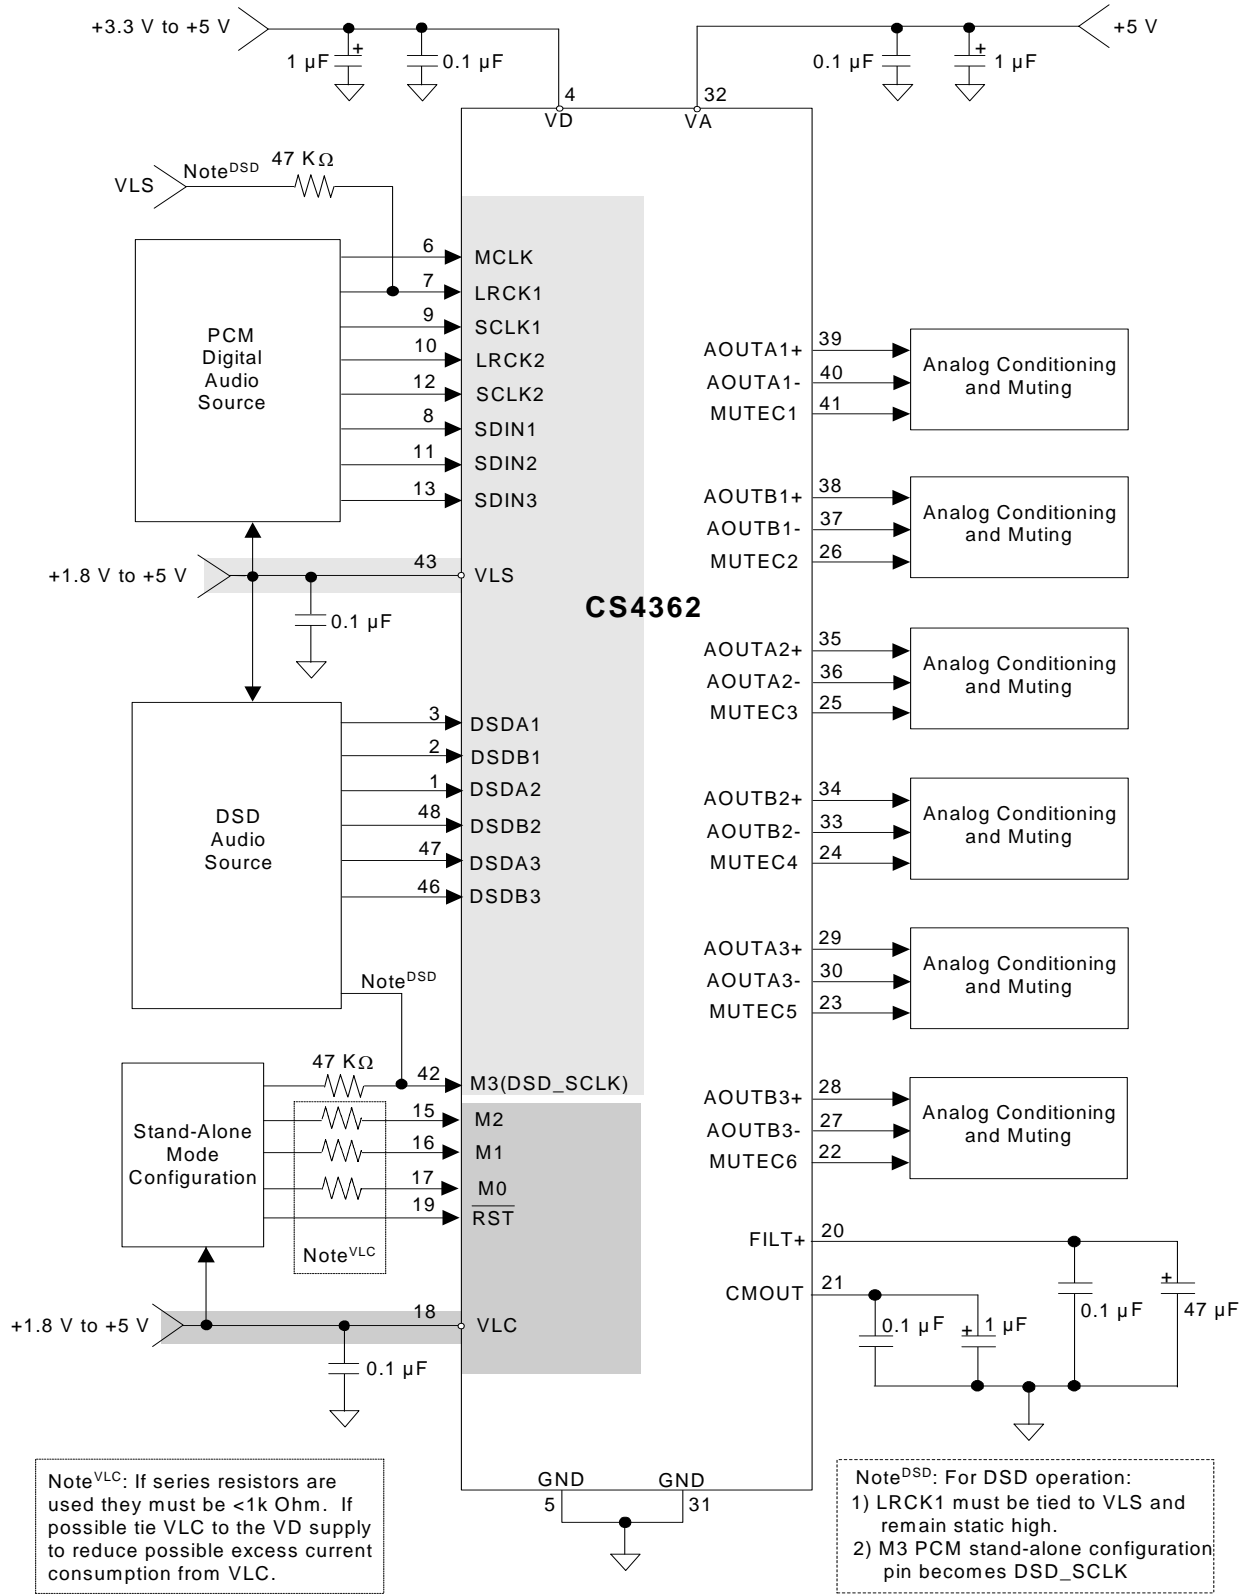 +3.3 V to +5 V
+5 V
1 µF
+
0.1 µF
0.1 µF
+
1 µF
4
32
VD
VA
VLS
Note^DSD
47 KΩ
PCM
Digital
Audio
Source
6
MCLK
7
LRCK1
9
SCLK1
10
LRCK2
12
SCLK2
8
SDIN1
11
SDIN2
13
SDIN3
+1.8 V to +5 V
43
VLS
0.1 µF
CS4362
DSD
Audio
Source
3
DSDA1
2
DSDB1
1
DSDA2
48
DSDB2
47
DSDA3
46
DSDB3
Note^DSD
47 KΩ
42
M3(DSD_SCLK)
Stand-Alone
Mode
Configuration
15
M2
16
M1
17
M0
19
RST
Note^VLC
+1.8 V to +5 V
18
VLC
0.1 µF
AOUTA1+
39
AOUTA1-
40
MUTEC1
41
Analog Conditioning
and Muting
AOUTB1+
38
AOUTB1-
37
MUTEC2
26
Analog Conditioning
and Muting
AOUTA2+
35
AOUTA2-
36
MUTEC3
25
Analog Conditioning
and Muting
AOUTB2+
34
AOUTB2-
33
MUTEC4
24
Analog Conditioning
and Muting
AOUTA3+
29
AOUTA3-
30
MUTEC5
23
Analog Conditioning
and Muting
AOUTB3+
28
AOUTB3-
27
MUTEC6
22
Analog Conditioning
and Muting
FILT+
20
CMOUT
21
0.1 µF
+
1 µF
0.1 µF
+
47 µF
GND
GND
5
31
Note^VLC: If series resistors are
used they must be <1k Ohm. If
possible tie VLC to the VD supply
to reduce possible excess current
consumption from VLC.
Note^DSD: For DSD operation:
1) LRCK1 must be tied to VLS and
remain static high.
2) M3 PCM stand-alone configuration
pin becomes DSD_SCLK